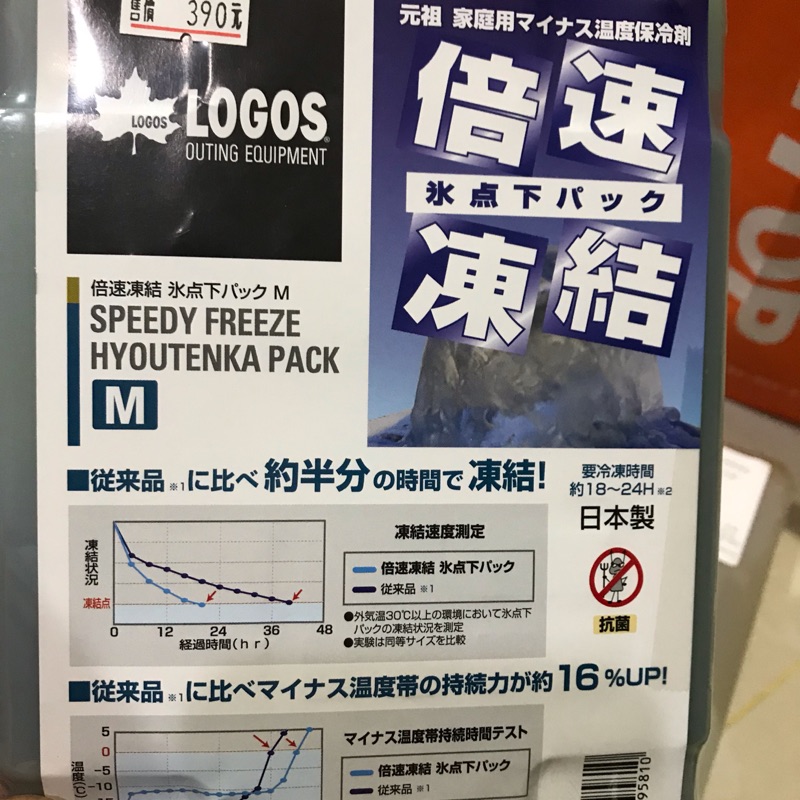 售價 390元
LOGOS
LOGOS
OUTING EQUIPMENT
元祖 家庭用マイナス温度保冷剤
倍速
氷点下パック
凍結
倍速凍結 氷点下パック M
SPEEDY FREEZE
HYOUTENKA PACK
M
■従来品※1に比べ 約半分の時間で 凍結!
要冷凍時間
約18〜24H※2
日本製
抗菌
凍結速度測定
凍結状況
凍結点
0 12 24 36 48
経過時間(hr)
倍速凍結 氷点下パック
従来品 ※1
●外気温30℃以上の環境において氷点下
パックの凍結状況を測定
●実験は同等サイズを比較
■従来品※1に比べマイナス温度帯の持続力が約16%UP!
マイナス温度帯持続時間テスト
温度(℃)
5
0
-5
-10
倍速凍結 氷点下パック
従来品 ※1
95810